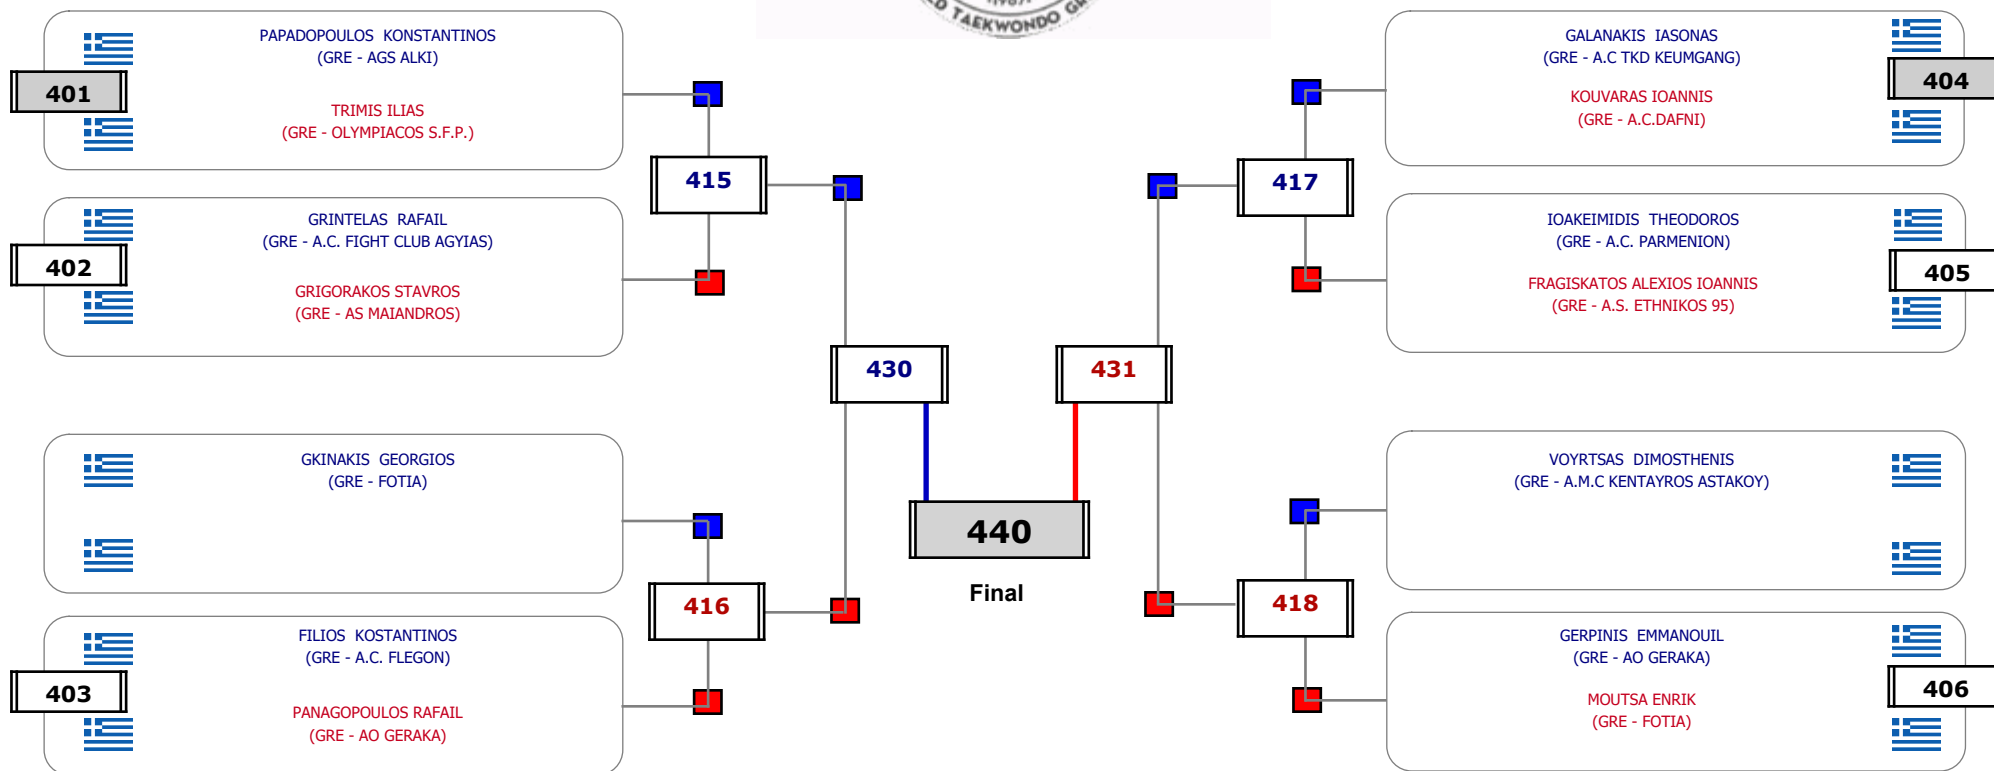 TAEKWONDO
PAPADOPOULOS KONSTANTINOS
(GRE - AGS ALKI)
401
TRIMIS ILIAS
(GRE - OLYMPIACOS S.F.P.)
GRINTELAS RAFAIL
(GRE - A.C. FIGHT CLUB AGYIAS)
402
GRIGORAKOS STAVROS
(GRE - AS MAIANDROS)
415
GKINAKIS GEORGIOS
(GRE - FOTIA)
FILIOS KOSTANTINOS
(GRE - A.C. FLEGON)
403
PANAGOPOULOS RAFAIL
(GRE - AO GERAKA)
416
430
440
Final
431
GALANAKIS IASONAS
(GRE - A.C TKD KEUMGANG)
404
KOUVARAS IOANNIS
(GRE - A.C.DAFNI)
417
IOAKEIMIDIS THEODOROS
(GRE - A.C. PARMENION)
405
FRAGISKATOS ALEXIOS IOANNIS
(GRE - A.S. ETHNIKOS 95)
VOYRTSAS DIMOSTHENIS
(GRE - A.M.C KENTAYROS ASTAKOY)
418
GERPINIS EMMANOUIL
(GRE - AO GERAKA)
406
MOUTSA ENRIK
(GRE - FOTIA)